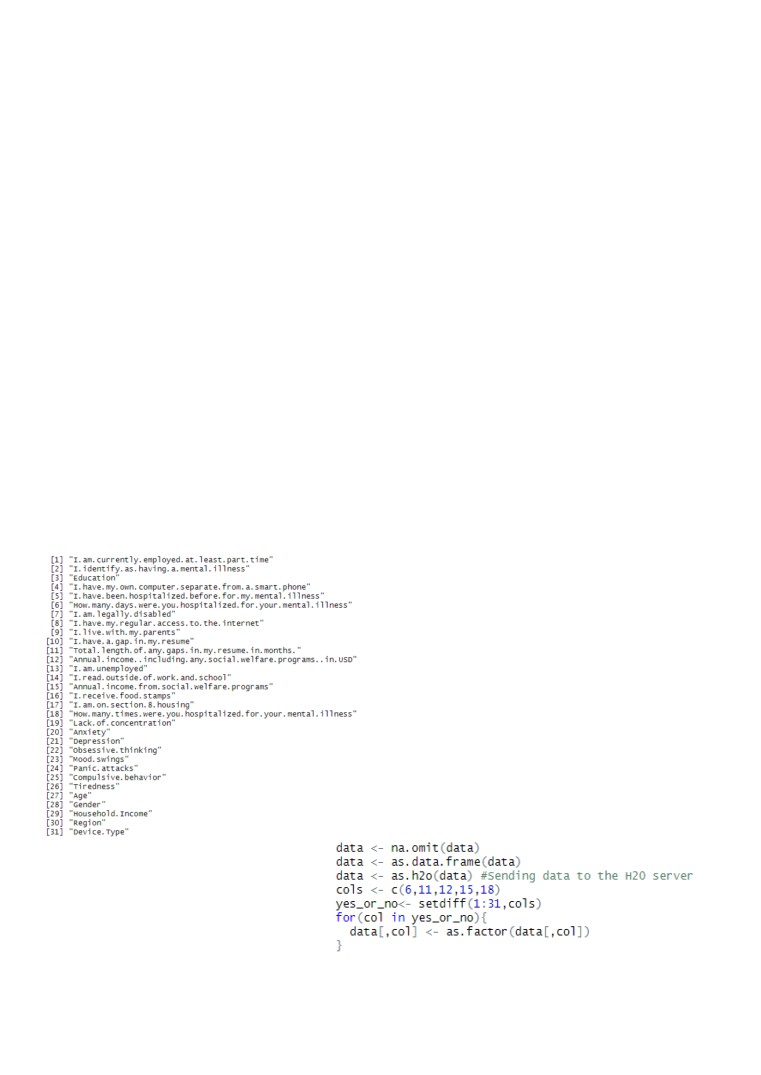 [1] "I.am.currently.employed.at.least.part.time"
[2] "I.identify.as.having.a.mental.illness"
[3] "Education"
[4] "I.have.my.own.computer.separate.from.a.smart.phone"
[5] "I.have.been.hospitalized.before.for.my.mental.illness"
[6] "How.many.days.were.you.hospitalized.for.your.mental.illness"
[7] "I.am.legally.disabled"
[8] "I.have.my.regular.access.to.the.internet"
[9] "I.live.with.my.parents"
[10] "I.have.a.gap.in.my.resume"
[11] "Total.length.of.any.gaps.in.my.resume.in.months."
[12] "Annual.income..including.any.social.welfare.programs..in.USD"
[13] "I.am.unemployed"
[14] "I.read.outside.of.work.and.school"
[15] "Annual.income.from.social.welfare.programs"
[16] "I.receive.food.stamps"
[17] "I.am.on.section.8.housing"
[18] "How.many.times.were.you.hospitalized.for.your.mental.illness"
[19] "Lack.of.concentration"
[20] "Anxiety"
[21] "Depression"
[22] "Obsessive.thinking"
[23] "Mood.swings"
[24] "Panic.attacks"
[25] "Compulsive.behavior"
[26] "Tiredness"
[27] "Age"
[28] "Gender"
[29] "Household.Income"
[30] "Region"
[31] "Device.Type"
data <- na.omit(data)
data <- as.data.frame(data)
data <- as.h2o(data) #Sending data to the H2O server
cols <- c(6,11,12,15,18)
yes_or_no<- setdiff(1:31,cols)
for(col in yes_or_no){
  data[,col] <- as.factor(data[,col])
}